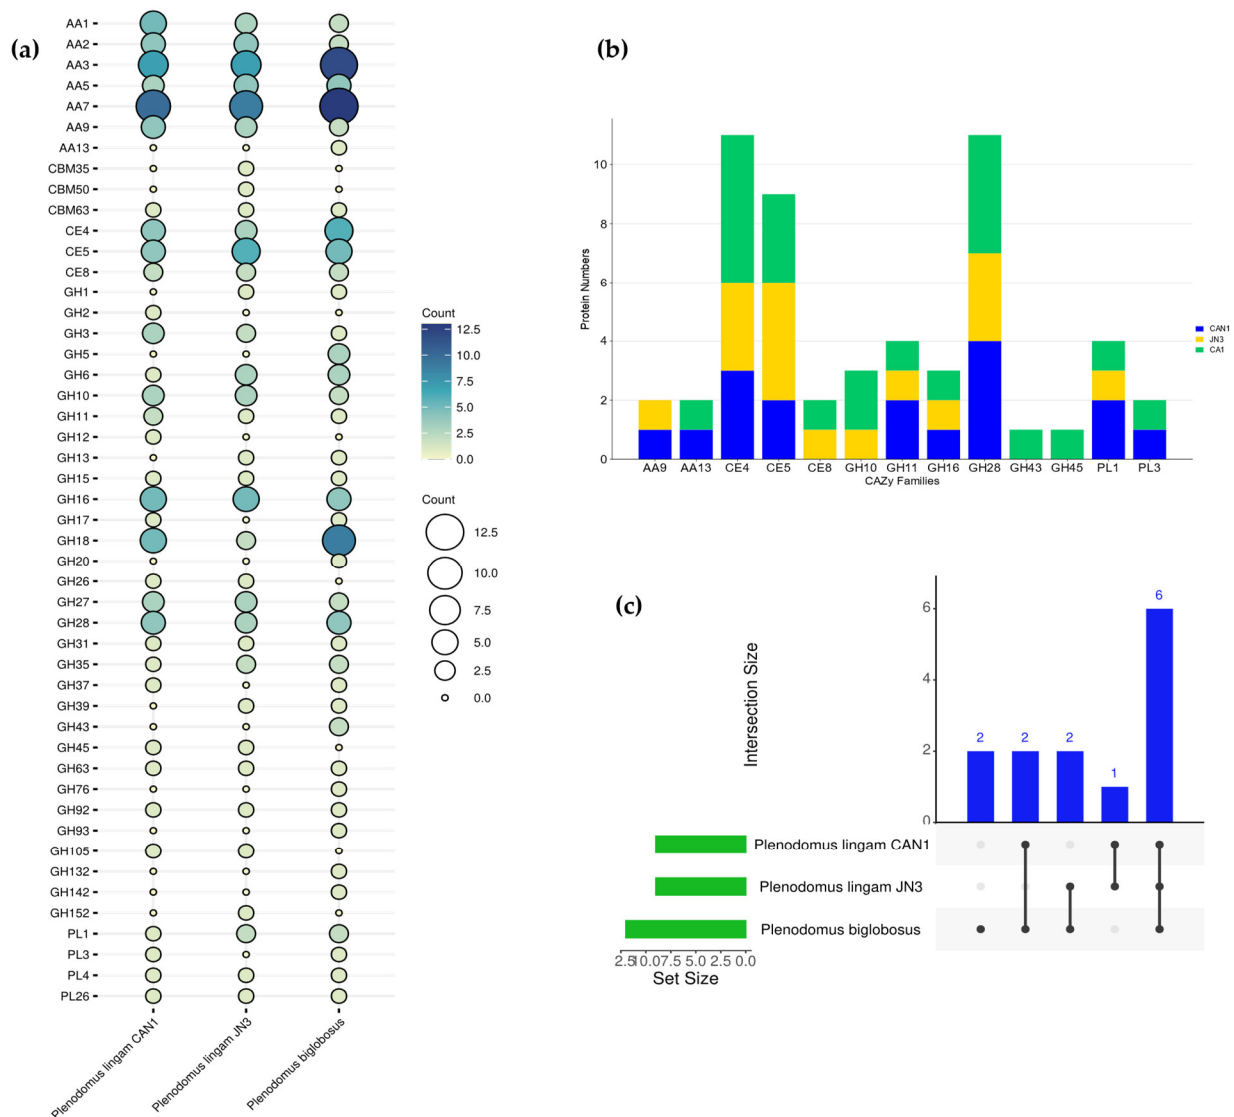 (a)
AA1
AA2
AA3
AA5
AA7
AA9
AA13
CBM35
CBM50
CBM63
CE4
CE5
CE8
GH1
GH2
GH3
GH5
GH6
GH10
GH11
GH12
GH13
GH15
GH16
GH17
GH18
GH20
GH26
GH27
GH28
GH31
GH35
GH37
GH39
GH43
GH45
GH63
GH76
GH92
GH93
GH105
GH132
GH142
GH152
PL1
PL3
PL4
PL26
Plenodomus lingam CAN1
Plenodomus lingam JN3
Plenodomus biglobosus
Count
12.5
10.0
7.5
5.0
2.5
0.0
Count
12.5
10.0
7.5
5.0
2.5
0.0
(b)
Protein Numbers
10
8
6
4
2
0
AA9 AA13 CE4 CE5 CE8 GH10 GH11 GH16 GH28 GH43 GH45 PL1 PL3
CAZy Families
CAN1
JN3
CA1
(c)
Intersection Size
6
4
2
0
2 2 2 1 6
Plenodomus lingam CAN1
Plenodomus lingam JN3
Plenodomus biglobosus
2.5 10.0 7.5 5.0 2.5 0.0
Set Size